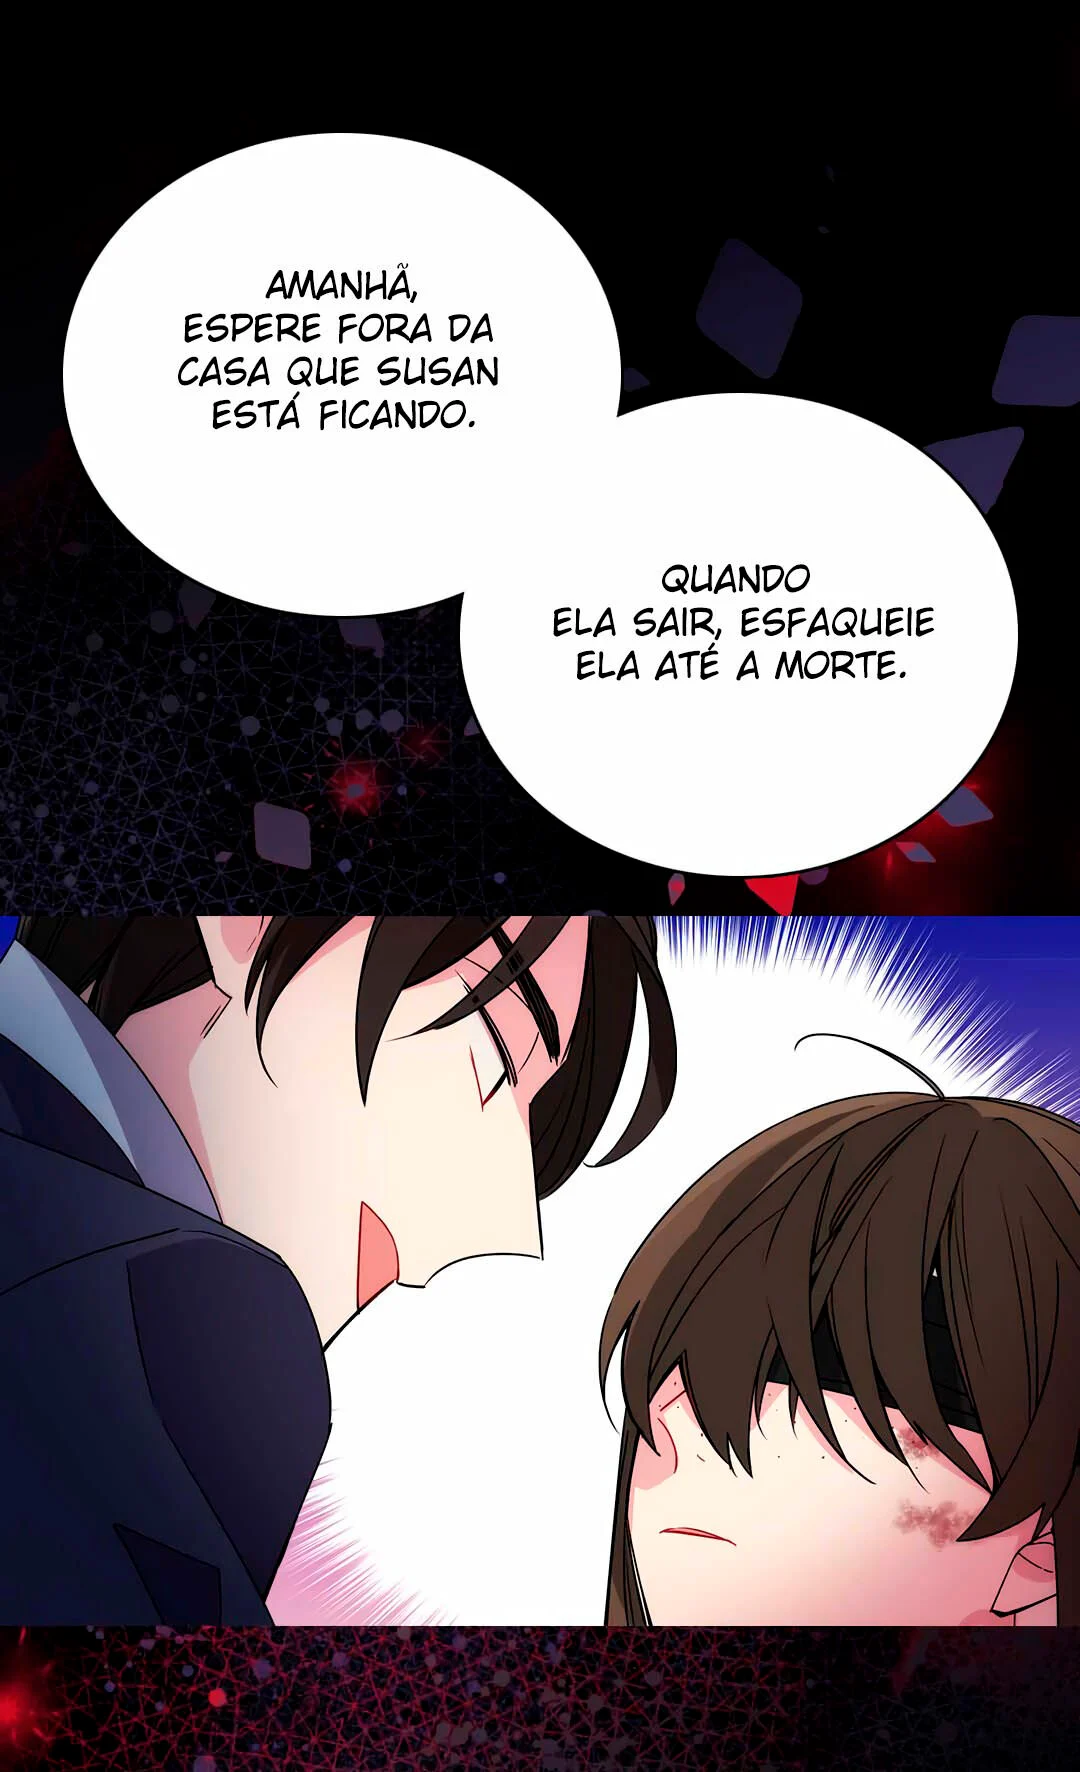 AMANHÃ,
ESPERE FORA DA
CASA QUE SUSAN
ESTÁ FICANDO.
QUANDO
ELA SAIR, ESFAQUEIE
ELA ATÉ A MORTE.